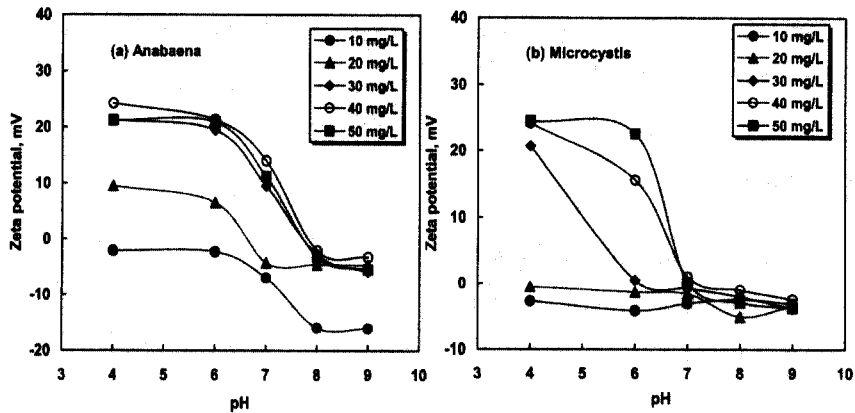 (a) Anabaena
10 mg/L
20 mg/L
30 mg/L
40 mg/L
50 mg/L
40
30
20
10
0
-10
-20
Zeta potential, mV
3 4 5 6 7 8 9 10
pH
(b) Microcystis
10 mg/L
20 mg/L
30 mg/L
40 mg/L
50 mg/L
40
30
20
10
0
-10
Zeta potential, mV
3 4 5 6 7 8 9 10
pH